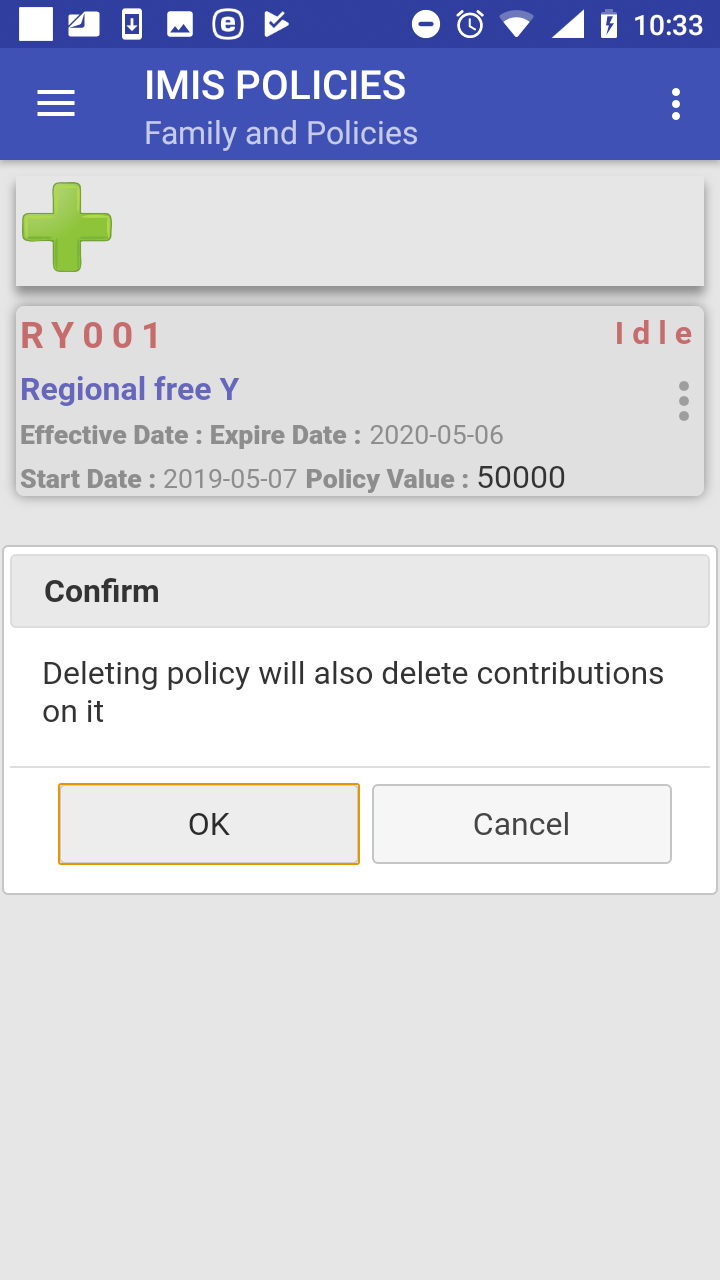 10:33
IMIS POLICIES
Family and Policies
RY001 Idle
Regional free Y
Effective Date : Expire Date : 2020-05-06
Start Date : 2019-05-07 Policy Value : 50000
Confirm
Deleting policy will also delete contributions
on it
OK Cancel